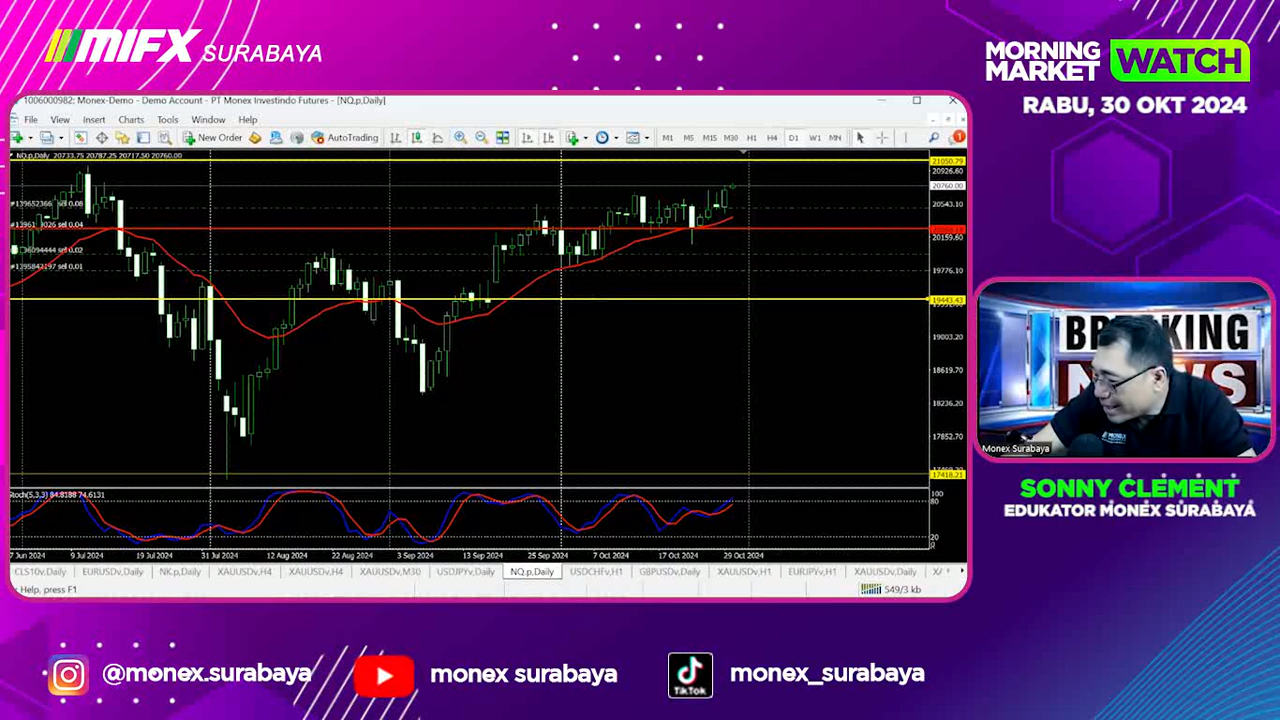 MIFX SURABAYA
MORNING
MARKET
WATCH
RABU, 30 OKT 2024
1006000982: Monex-Demo - Demo Account - PT Monex Investindo Futures - [NQ.p,Daily]
File View Insert Charts Tools Window Help
New Order AutoTrading M1 M5 M15 M30 H1 H4 D1 W1 MN 1
NQ.p,Daily 20733.75 20787.25 20717.50 20760.00
21050.79
20926.60
20760.00
20543.10
20159.60
19776.10
19443.43
19003.20
18619.70
18236.20
17852.70
17418.21
Stoch(5,3,3) 84.8188 74.6131
100
80
20
0
9 Jul 2024 19 Jul 2024 31 Jul 2024 12 Aug 2024 22 Aug 2024 3 Sep 2024 13 Sep 2024 25 Sep 2024 7 Oct 2024 17 Oct 2024 29 Oct 2024
CLS10v,Daily EURUSDv,Daily NK.p,Daily XAUUSDv,H4 XAUUSDv,H4 XAUUSDv,M30 USDJPYv,Daily NQ.p,Daily USDCHFv,H1 GBPUSDv,Daily XAUUSDv,H1 EURJPYv,H1 XAUUSDv,Daily
Help, press F1
549/3 kb
Monex Surabaya
SONNY CLEMENT
EDUKATOR MONEX SURABAYA
@monex.surabaya
monex surabaya
TikTok
monex_surabaya